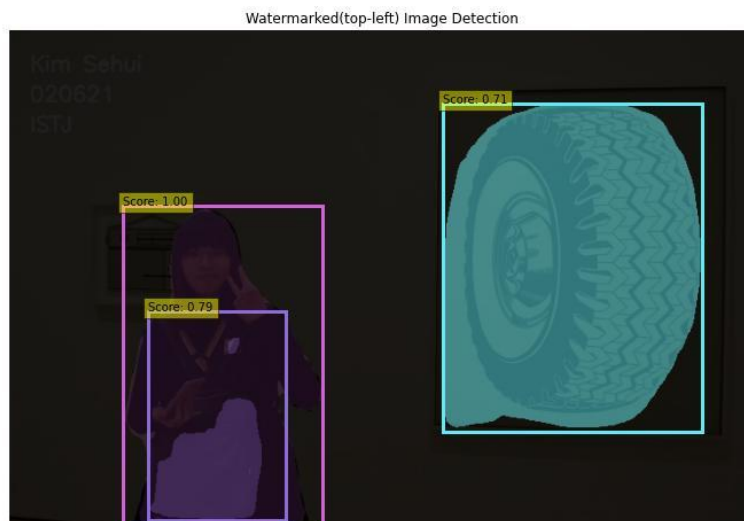 Watermarked(top-left) Image Detection
Kim Sehui
020621
ISTJ
Score: 0.71
Score: 1.00
Score: 0.79